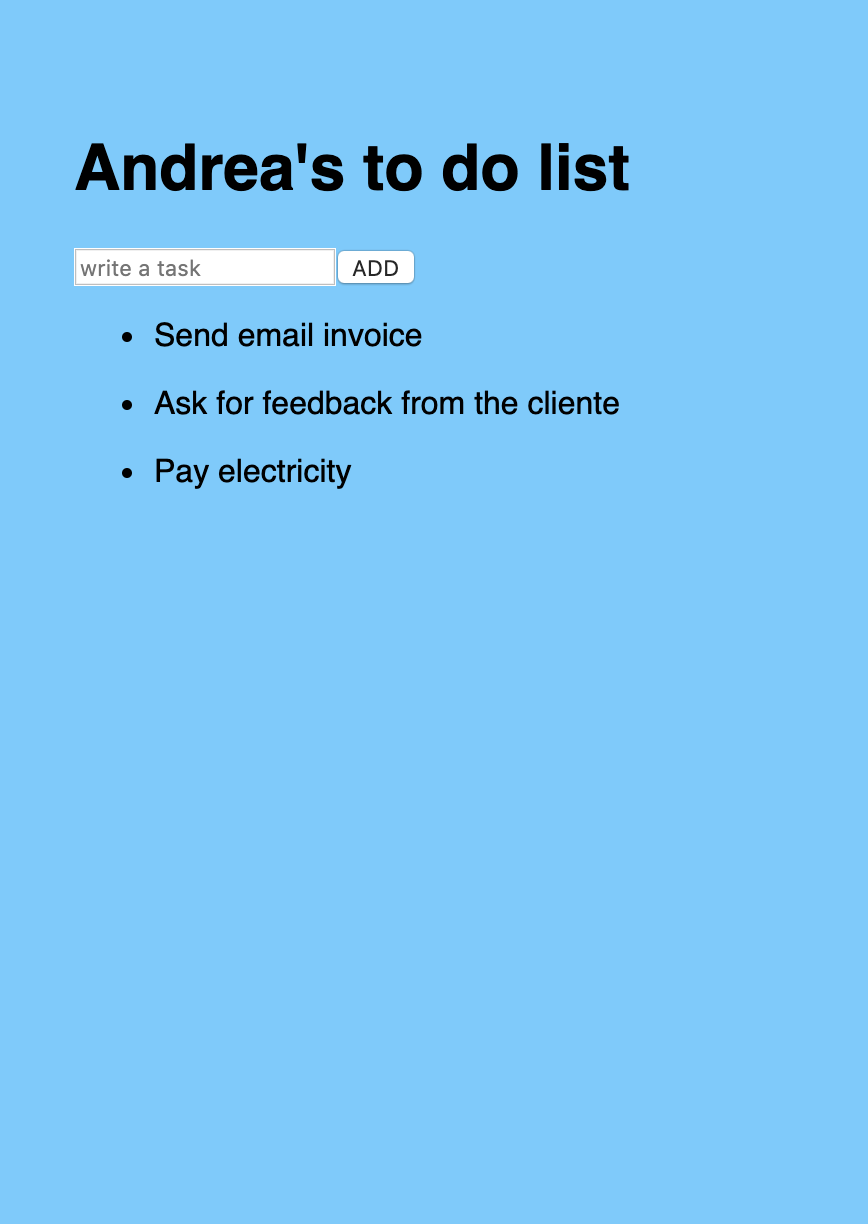 Andrea's to do list
write a task ADD
Send email invoice
Ask for feedback from the cliente
Pay electricity